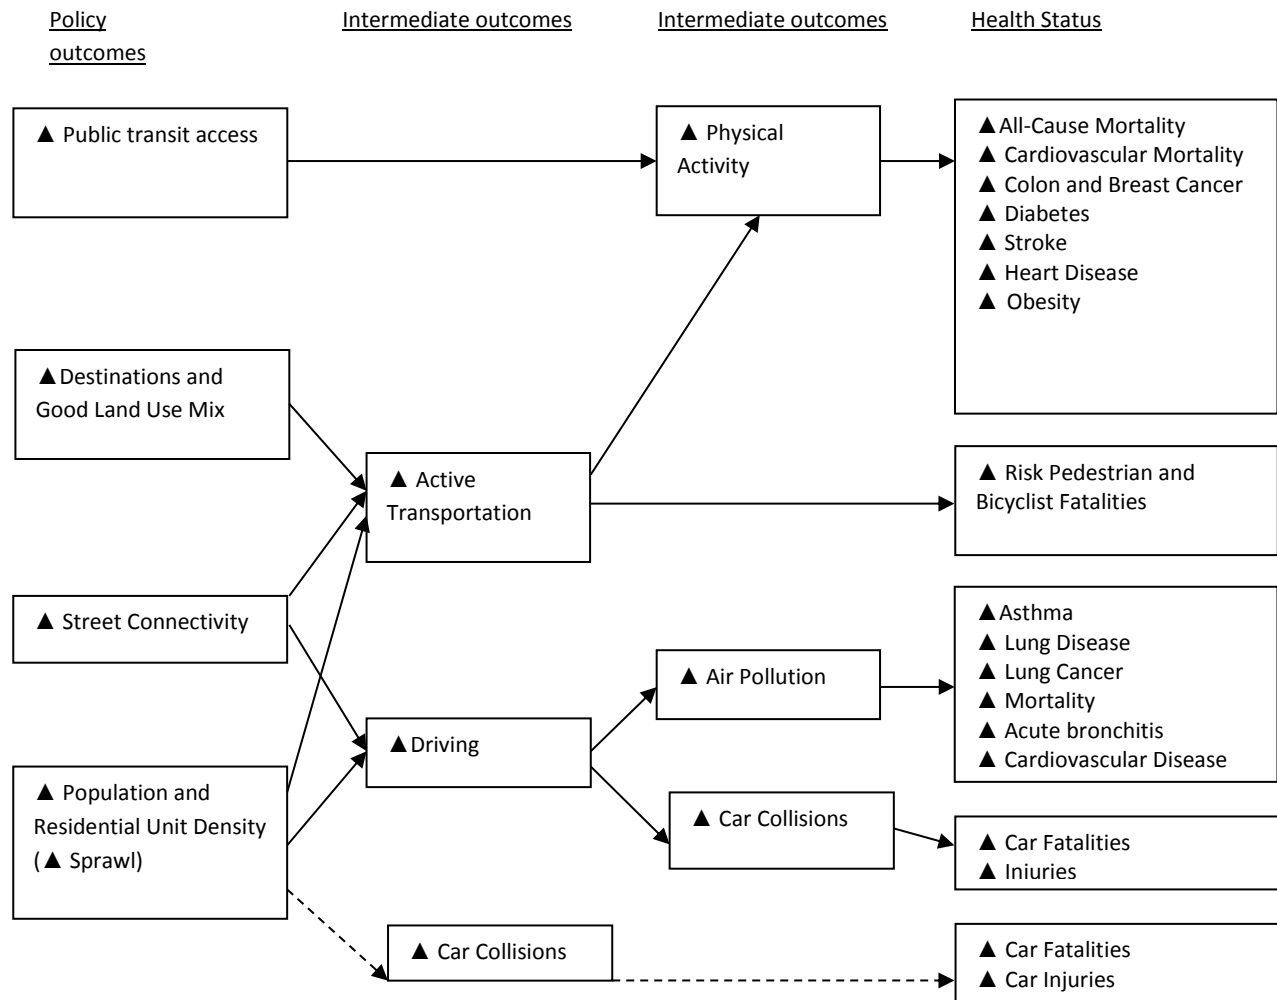 Policy
outcomes
Intermediate outcomes
Intermediate outcomes
Health Status
▲ Public transit access
▲ Physical
Activity
▲All-Cause Mortality
▲ Cardiovascular Mortality
▲ Colon and Breast Cancer
▲ Diabetes
▲ Stroke
▲ Heart Disease
▲ Obesity
▲Destinations and
Good Land Use Mix
▲ Active
Transportation
▲ Risk Pedestrian and
Bicyclist Fatalities
▲ Street Connectivity
▲ Air Pollution
▲Asthma
▲ Lung Disease
▲ Lung Cancer
▲ Mortality
▲ Acute bronchitis
▲ Cardiovascular Disease
▲Driving
▲ Population and
Residential Unit Density
(▲ Sprawl)
▲ Car Collisions
▲ Car Fatalities
▲ Injuries
▲ Car Collisions
▲ Car Fatalities
▲ Car Injuries